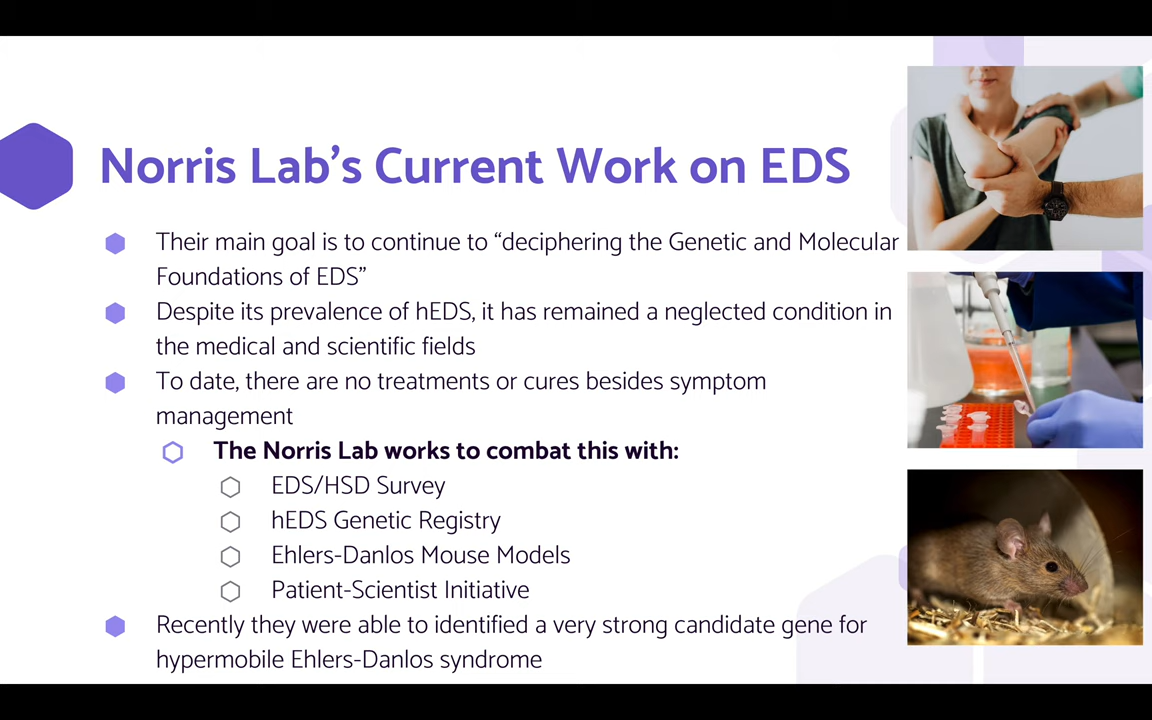 Norris Lab’s Current Work on EDS
Their main goal is to continue to “deciphering the Genetic and Molecular
Foundations of EDS”
Despite its prevalence of hEDS, it has remained a neglected condition in
the medical and scientific fields
To date, there are no treatments or cures besides symptom
management
The Norris Lab works to combat this with:
EDS/HSD Survey
hEDS Genetic Registry
Ehlers-Danlos Mouse Models
Patient-Scientist Initiative
Recently they were able to identified a very strong candidate gene for
hypermobile Ehlers-Danlos syndrome